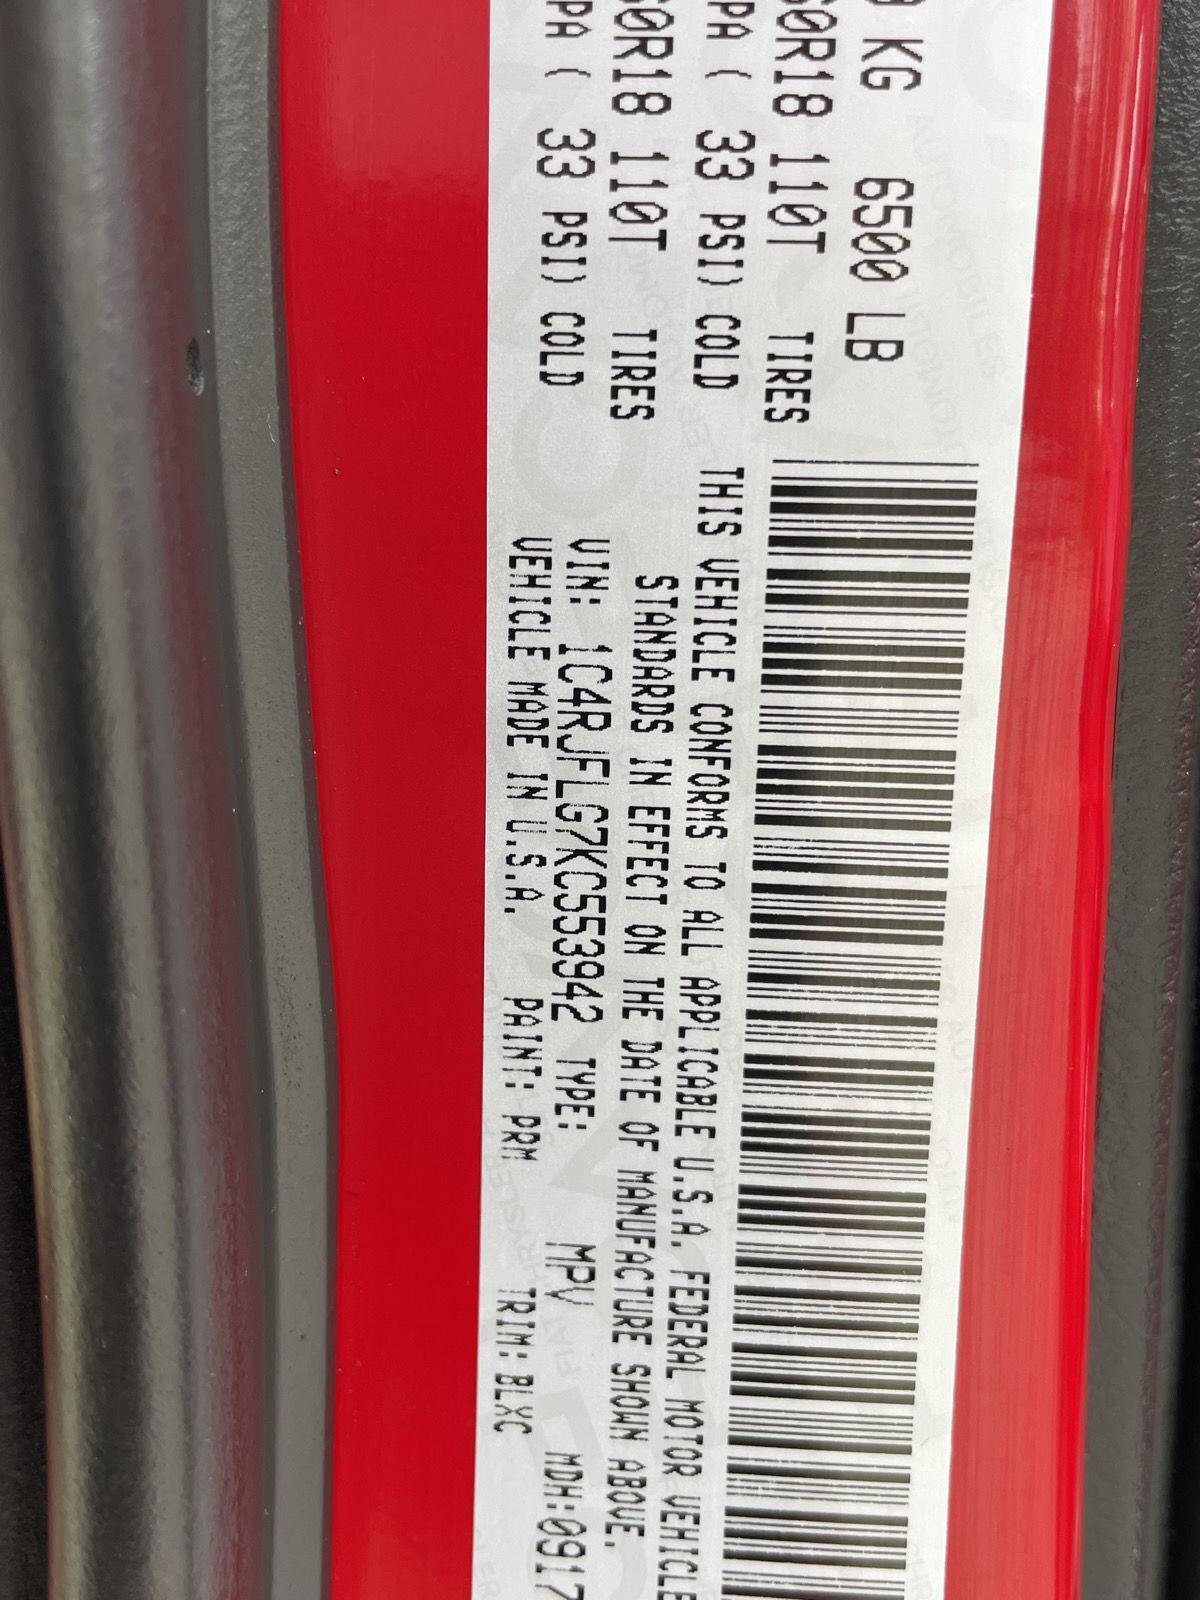 KG 6500 LB
60R18 110T TIRES
PA ( 33 PSI) COLD
60R18 110T TIRES
PA ( 33 PSI) COLD
THIS VEHICLE CONFORMS TO ALL APPLICABLE U.S.A. FEDERAL MOTOR VEHICLE
STANDARDS IN EFFECT ON THE DATE OF MANUFACTURE SHOWN ABOVE.
VIN: 1C4RJFLG7KC553942 TYPE: MPV MDH:0917
VEHICLE MADE IN U.S.A. PAINT: PRM TRIM:BLXC